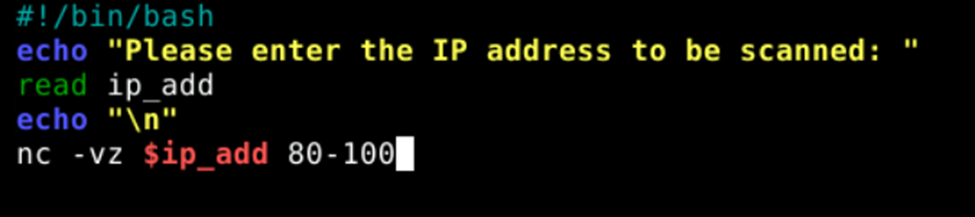 #!/bin/bash
echo "Please enter the IP address to be scanned: "
read ip_add
echo "\n"
nc -vz $ip_add 80-100